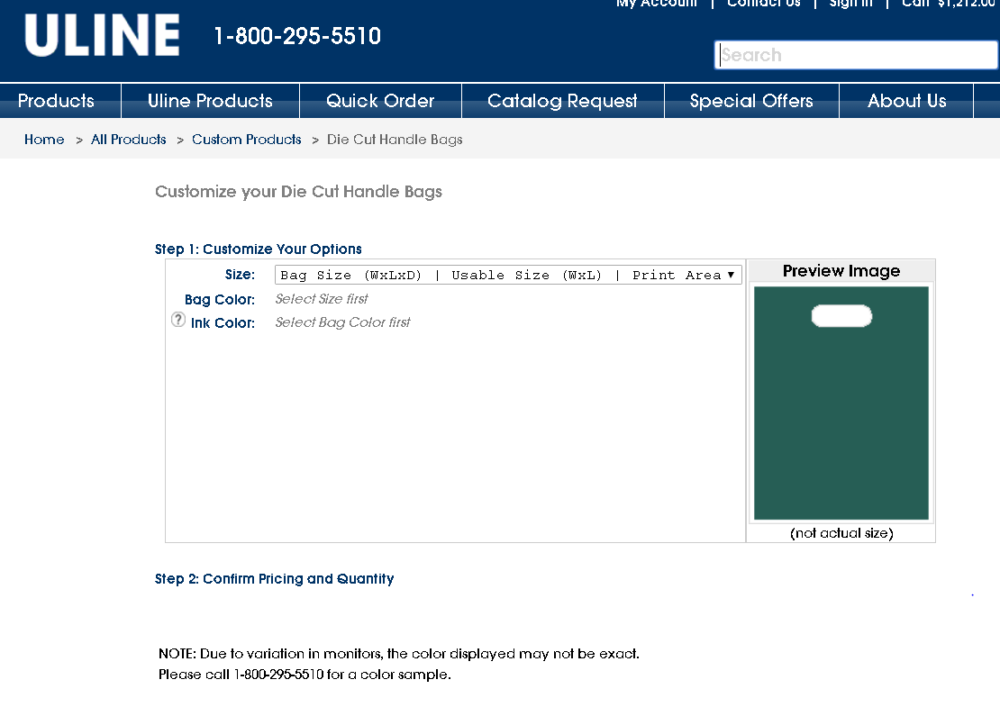 My Account | Contact Us | Sign In | Cart $1,212.00
ULINE 1-800-295-5510
Search
Products Uline Products Quick Order Catalog Request Special Offers About Us
Home > All Products > Custom Products > Die Cut Handle Bags
Customize your Die Cut Handle Bags
Step 1: Customize Your Options
Size: Bag Size (WxLxD) | Usable Size (WxL) | Print Area
Preview Image
Bag Color: Select Size first
? Ink Color: Select Bag Color first
(not actual size)
Step 2: Confirm Pricing and Quantity
NOTE: Due to variation in monitors, the color displayed may not be exact.
Please call 1-800-295-5510 for a color sample.